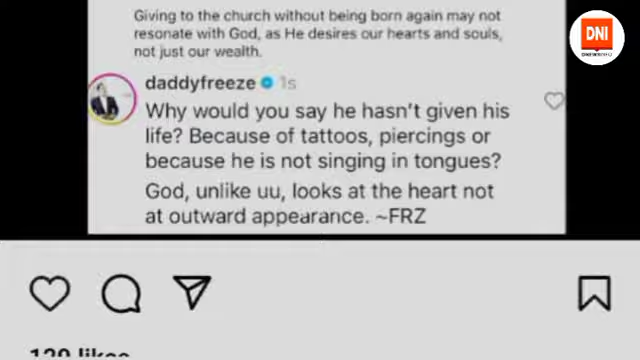 Giving to the church without being born again may not
resonate with God, as He desires our hearts and souls,
not just our wealth.
DNI
daddyfreeze 1s
Why would you say he hasn't given his
life? Because of tattoos, piercings or
because he is not singing in tongues?
God, unlike uu, looks at the heart not
at outward appearance. ~FRZ
129 likes